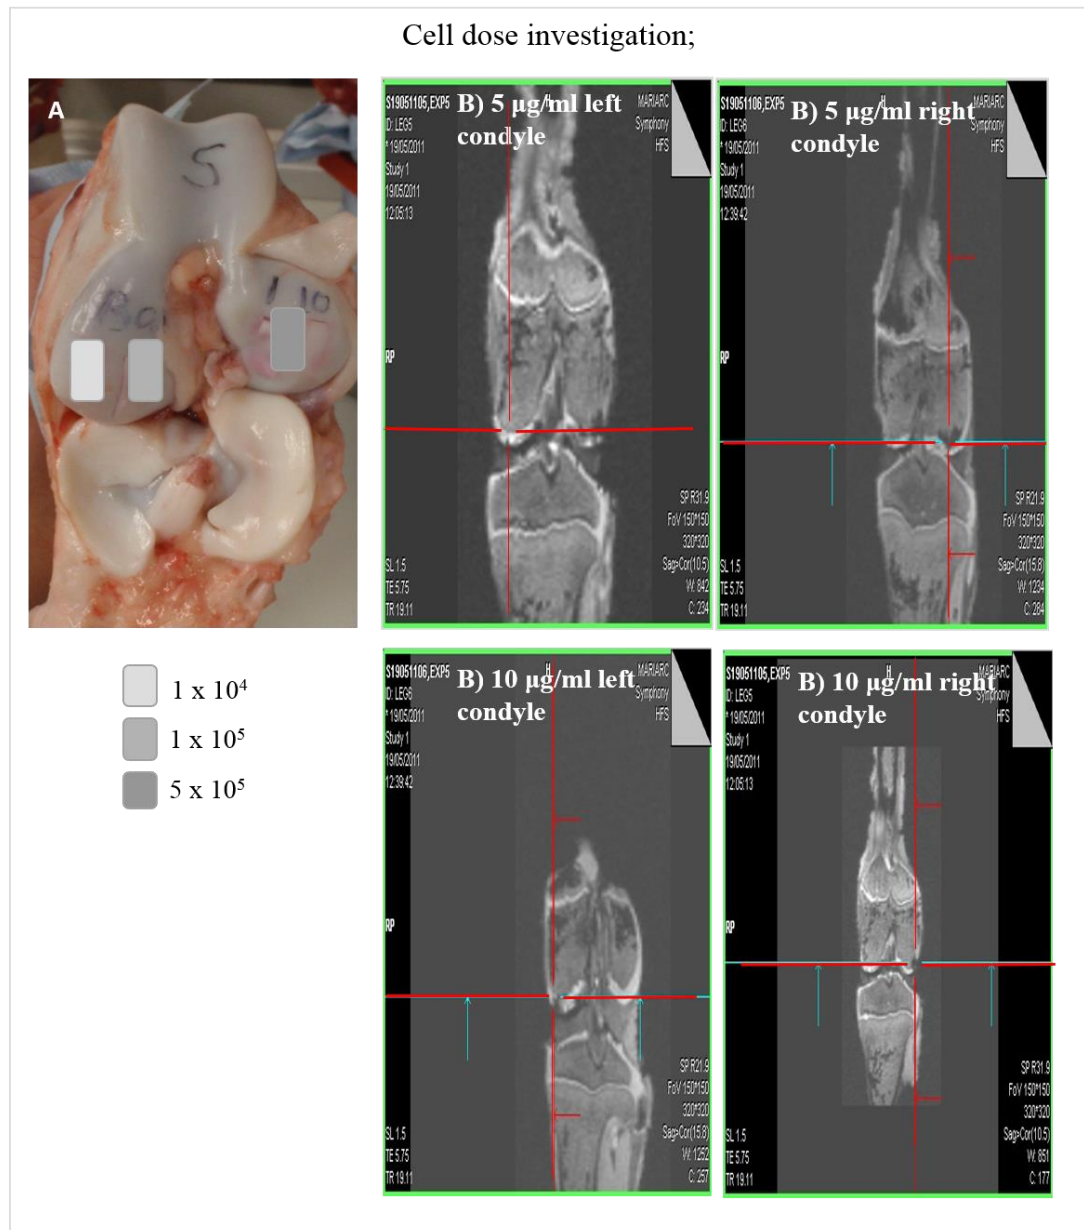 Cell dose investigation;
A
S
Bg
1 10
1 x 10⁴
1 x 10⁵
5 x 10⁵
S19051105,EXP5
B) 5 µg/ml left
condyle
H
MARIARC
Symphony
HFS
ID: LEG5
* 19/05/2011
Study 1
19/05/2011
12:05:13
RP
SP R31.9
FoV 150*150
320*320
Sag>Cor(10.5)
W: 842
C: 234
SL 1.5
TE 5.75
TR 19.11
S19051106,EXP5
B) 5 µg/ml right
condyle
H
MARIARC
Symphony
HFS
ID: LEG6
* 19/05/2011
Study 1
19/05/2011
12:39:42
RP
SP R21.9
FoV 150*150
320*320
Sag>Cor(15.8)
W: 1234
C: 264
SL 1.5
TE 5.75
TR 19.11
S19051106,EXP5
B) 10 µg/ml left
condyle
H
MARIARC
Symphony
HFS
ID: LEG6
* 19/05/2011
Study 1
19/05/2011
12:39:42
RP
SP R21.9
FoV 150*150
320*320
Sag>Cor(15.8)
W: 1252
C: 257
SL 1.5
TE 5.75
TR 19.11
S19051105,EXP5
B) 10 µg/ml right
condyle
H
MARIARC
Symphony
HFS
ID: LEG5
* 19/05/2011
Study 1
19/05/2011
12:05:13
RP
SP R31.9
FoV 150*150
320*320
Sag>Cor(10.5)
W: 851
C: 177
SL 1.5
TE 5.75
TR 19.11